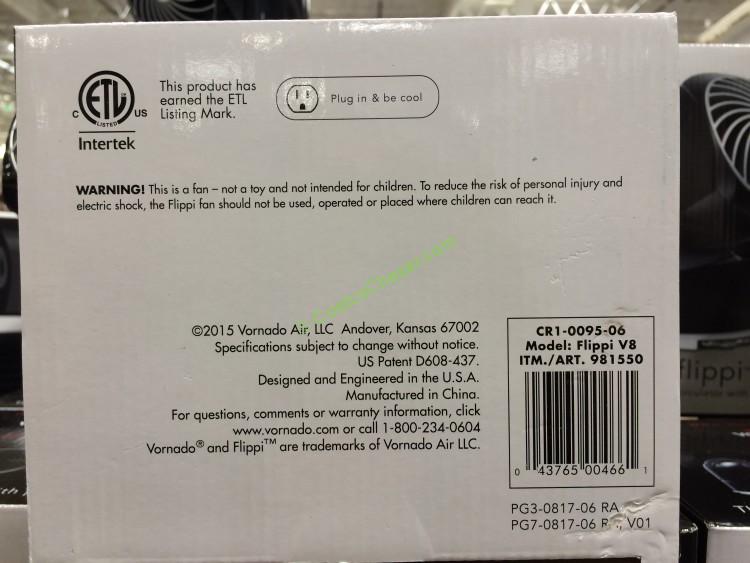 This product has
earned the ETL
Listing Mark.
C ETL US
LISTED
Intertek
Plug in & be cool
WARNING! This is a fan – not a toy and not intended for children. To reduce the risk of personal injury and
electric shock, the Flippi fan should not be used, operated or placed where children can reach it.
©2015 Vornado Air, LLC Andover, Kansas 67002
Specifications subject to change without notice.
US Patent D608-437.
Designed and Engineered in the U.S.A.
Manufactured in China.
For questions, comments or warranty information, click
www.vornado.com or call 1-800-234-0604
Vornado® and Flippi™ are trademarks of Vornado Air LLC.
CR1-0095-06
Model: Flippi V8
ITM./ART. 981550
0 43765 00466 1
PG3-0817-06 RA
PG7-0817-06 V01
flippi